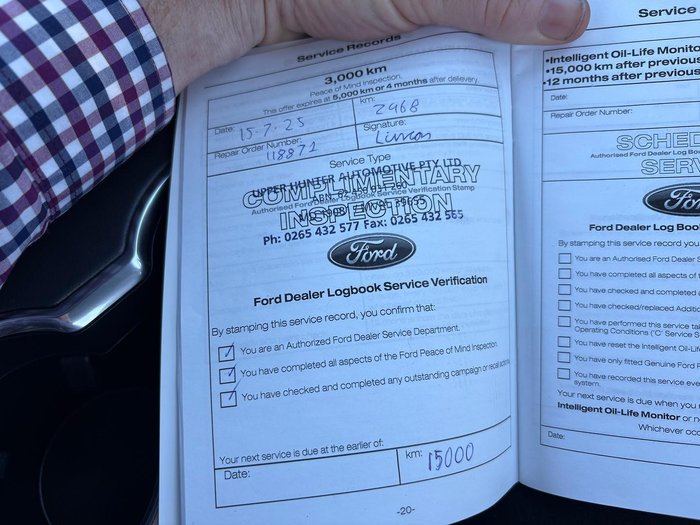 Service Records
3,000 km
Peace of Mind Inspection.
This offer expires at 5,000 km or 4 months after delivery.
Date: 15-7-25
km: 2968
Repair Order Number: 118871
Signature:
Service Type
COMPLIMENTARY
INSPECTION
UPPER HUNTER AUTOMOTIVE PTY LTD
Authorised Ford Dealer Logbook Service Verification Stamp
Ph: 0265 432 577 Fax: 0265 432 565
Ford
Ford Dealer Logbook Service Verification
By stamping this service record, you confirm that:
You are an Authorized Ford Dealer Service Department.
You have completed all aspects of the Ford Peace of Mind Inspection.
You have checked and completed any outstanding campaign or recall
Your next service is due at the earlier of:
Date:
km: 15000
-20-
Service
•Intelligent Oil-Life Monitor
•15,000 km after previous
•12 months after previous
Date:
Repair Order Number:
SCHED
Authorised Ford Dealer Log Book
SERV
Ford Dealer Log Boo
By stamping this service record you
You are an Authorised Ford Dealer S
You have completed all aspects of t
You have checked and completed
You have checked/replaced Additio
You have performed this service tak
Operating Conditions ('C' Service S
You have reset the Intelligent Oil-Lif
You have only fitted Genuine Ford
You have recorded this service eve
system.
Your next service is due when you
Intelligent Oil-Life Monitor or
Whichever occ
Date: